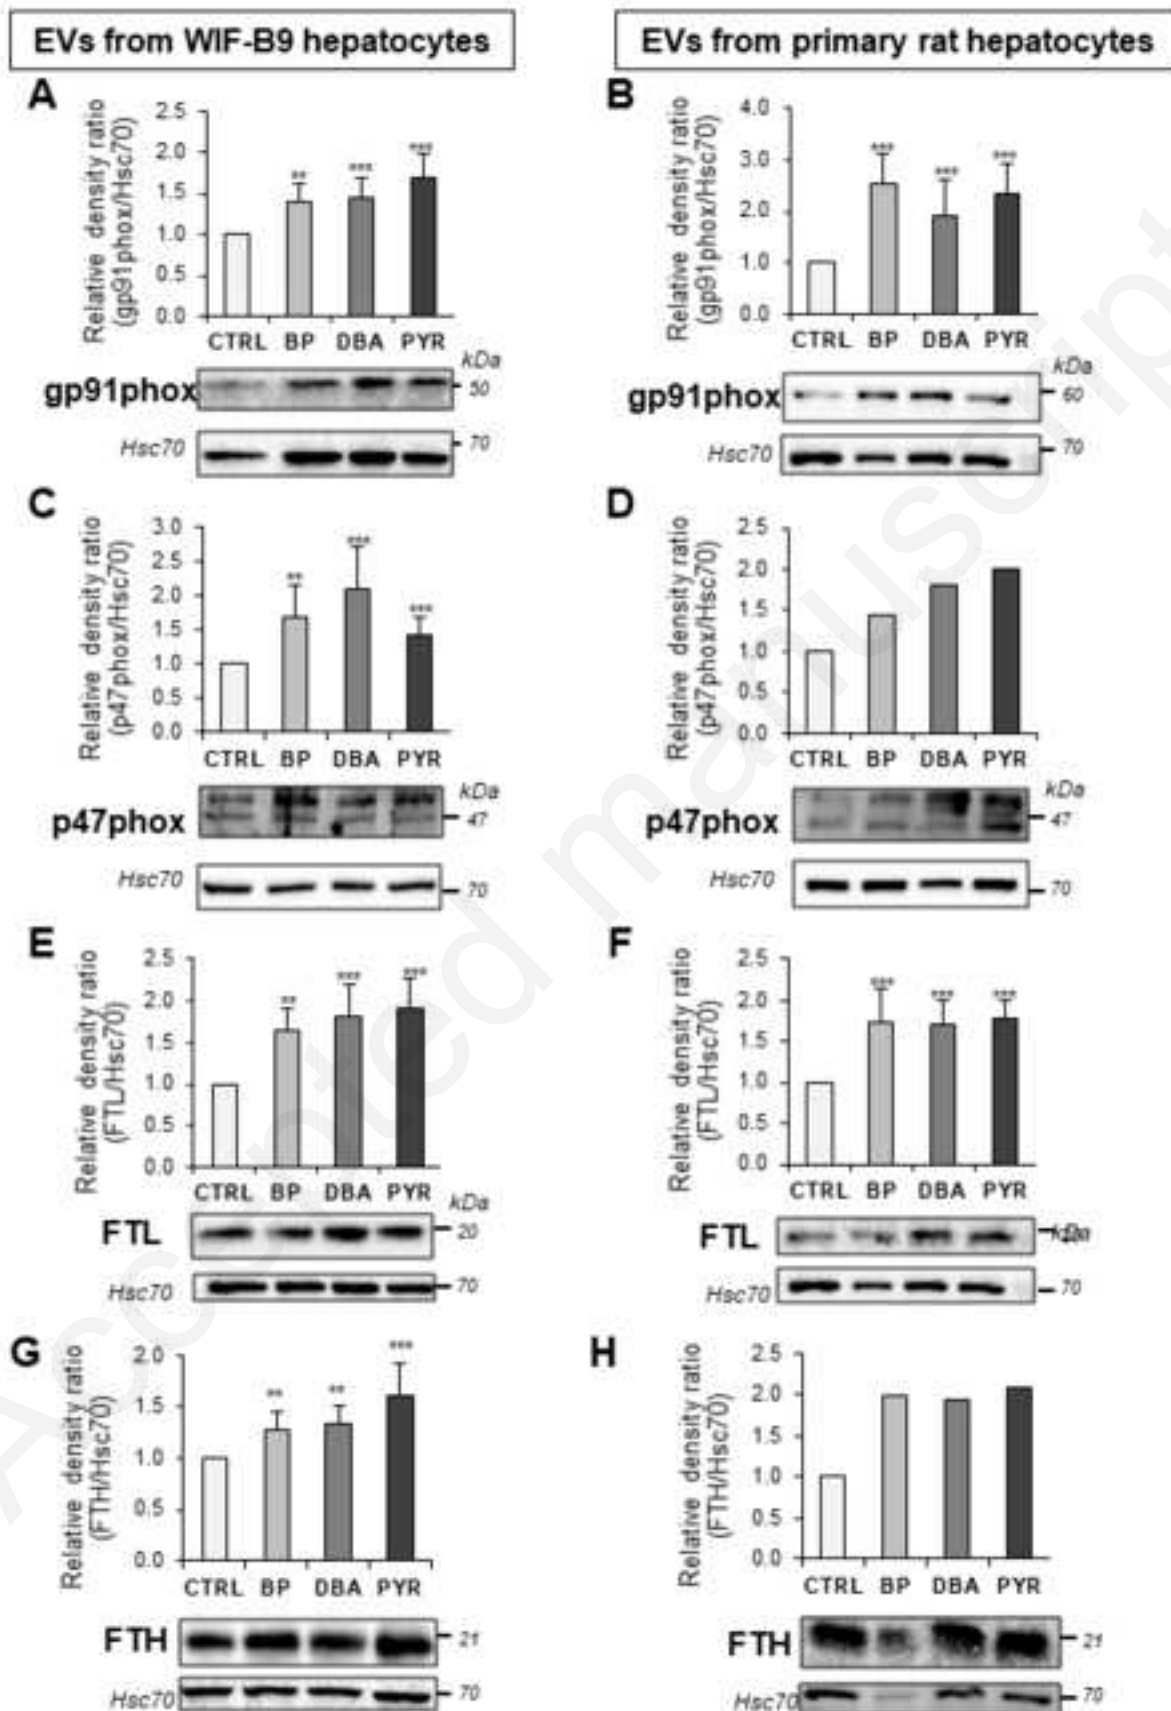 EVs from WIF-B9 hepatocytes
EVs from primary rat hepatocytes
A
Relative density ratio
(gp91phox/Hsc70)
2.5
2.0
1.5
1.0
0.5
0.0
** *** ***
CTRL BP DBA PYR
kDa
gp91phox 50
Hsc70 70
B
Relative density ratio
(gp91phox/Hsc70)
4.0
3.0
2.0
1.0
0.0
*** *** ***
CTRL BP DBA PYR
kDa
gp91phox 60
Hsc70 70
C
Relative density ratio
(p47phox/Hsc70)
3.0
2.5
2.0
1.5
1.0
0.5
0.0
** *** ***
CTRL BP DBA PYR
kDa
p47phox 47
Hsc70 70
D
Relative density ratio
(p47phox/Hsc70)
2.5
2.0
1.5
1.0
0.5
0.0
CTRL BP DBA PYR
kDa
p47phox 47
Hsc70 70
E
Relative density ratio
(FTL/Hsc70)
2.5
2.0
1.5
1.0
0.5
0.0
** *** ***
CTRL BP DBA PYR
kDa
FTL 20
Hsc70 70
F
Relative density ratio
(FTL/Hsc70)
2.5
2.0
1.5
1.0
0.5
0.0
*** *** ***
CTRL BP DBA PYR
FTL kDa
Hsc70 70
G
Relative density ratio
(FTH/Hsc70)
2.0
1.5
1.0
0.5
0.0
** ** ***
CTRL BP DBA PYR
FTH 21
Hsc70 70
H
Relative density ratio
(FTH/Hsc70)
2.5
2.0
1.5
1.0
0.5
0.0
CTRL BP DBA PYR
FTH 21
Hsc70 70
Accepted manuscript